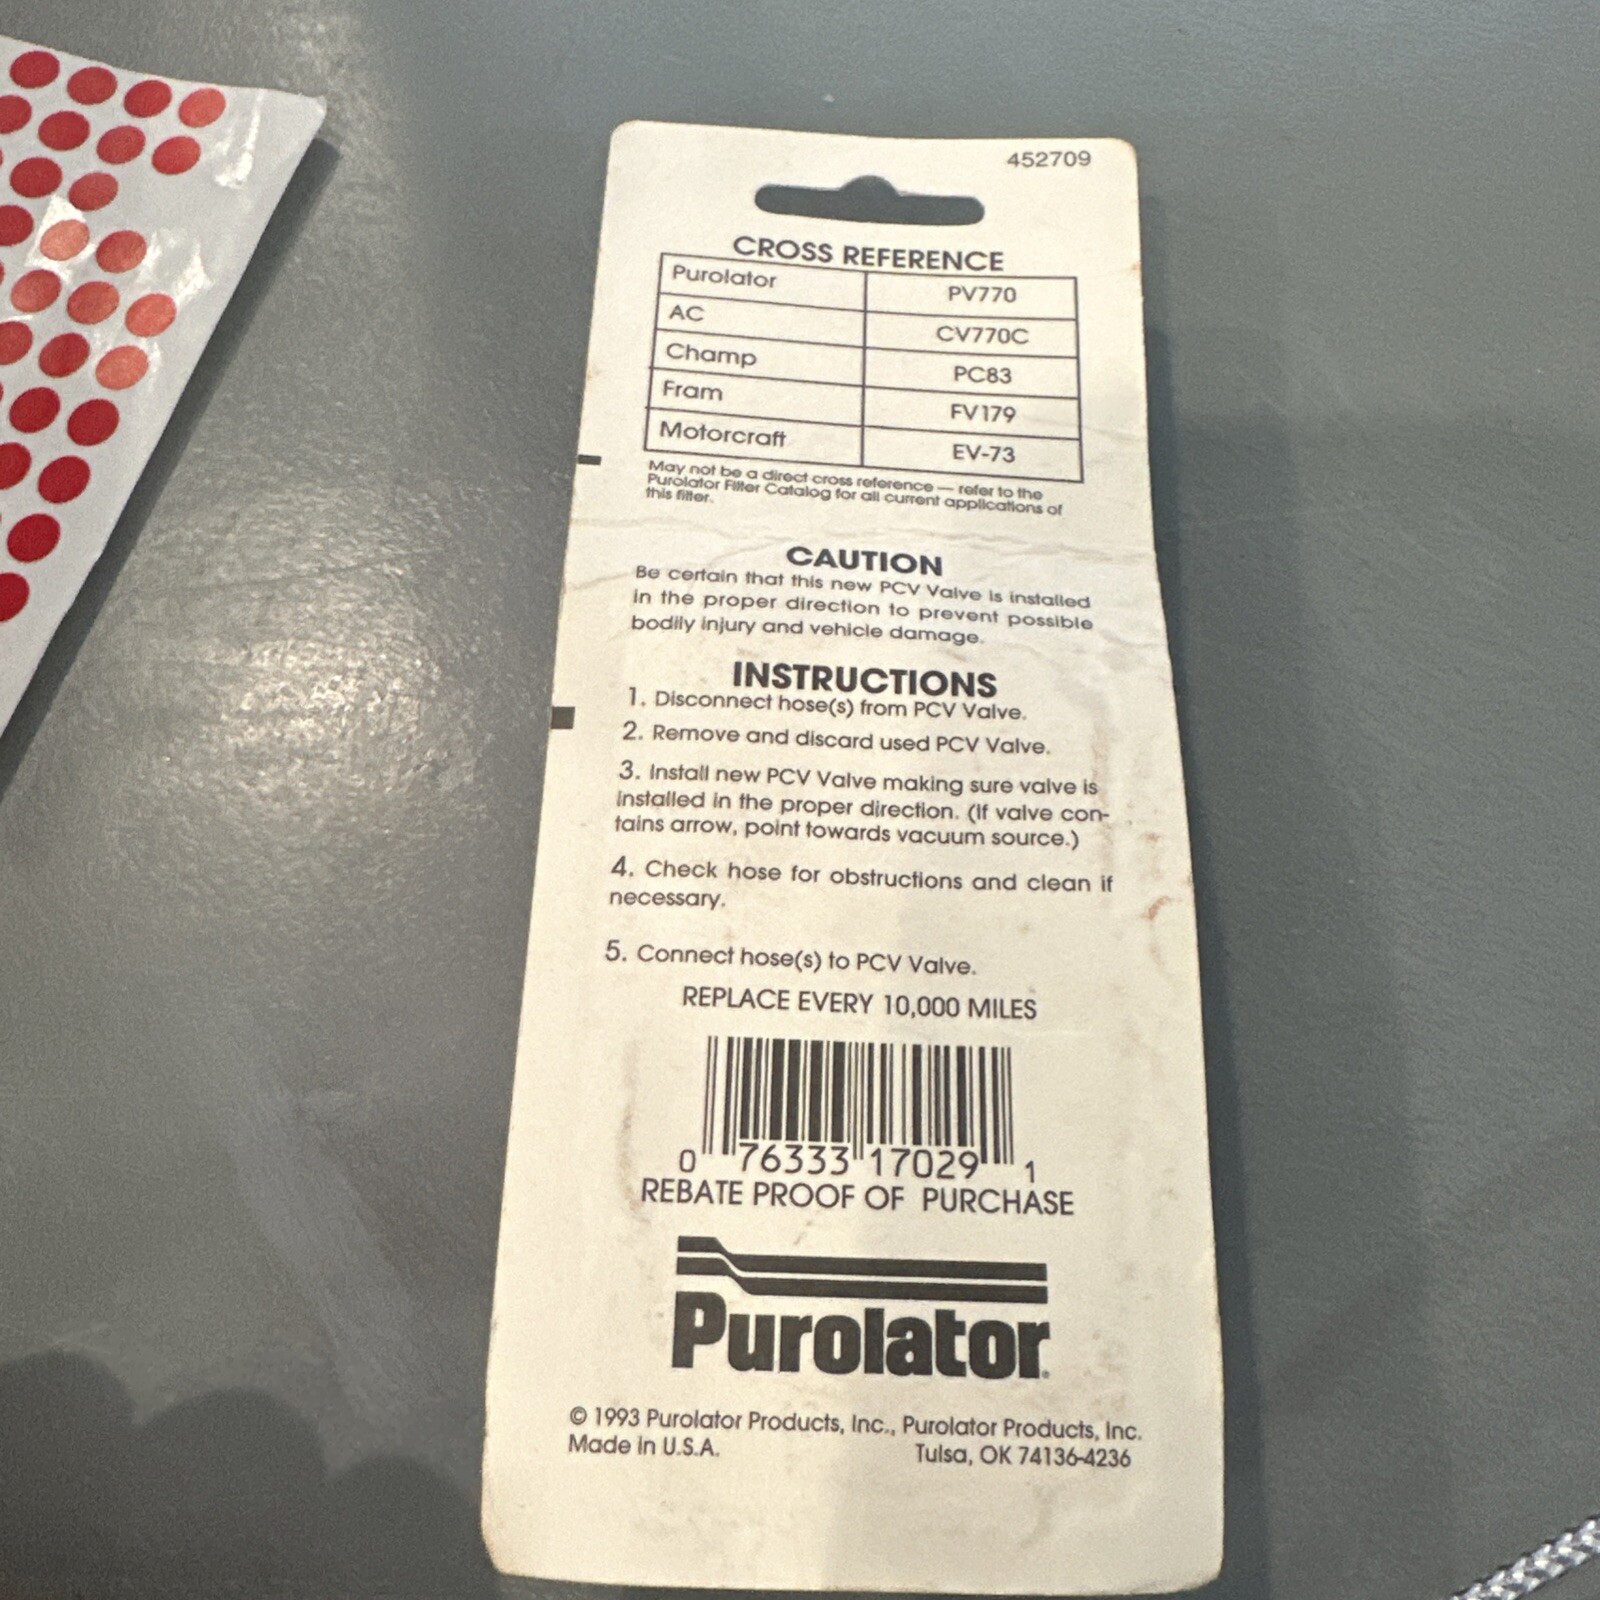 452709
CROSS REFERENCE
Purolator PV770
AC CV770C
Champ PC83
Fram FV179
Motorcraft EV-73
May not be a direct cross reference — refer to the
Purolator Filter Catalog for all current applications of
this filter.
CAUTION
Be certain that this new PCV Valve is installed
in the proper direction to prevent possible
bodily injury and vehicle damage.
INSTRUCTIONS
1. Disconnect hose(s) from PCV Valve.
2. Remove and discard used PCV Valve.
3. Install new PCV Valve making sure valve is
installed in the proper direction. (If valve con-
tains arrow, point towards vacuum source.)
4. Check hose for obstructions and clean if
necessary.
5. Connect hose(s) to PCV Valve.
REPLACE EVERY 10,000 MILES
0 76333 17029 1
REBATE PROOF OF PURCHASE
Purolator
© 1993 Purolator Products, Inc., Purolator Products, Inc.
Made in U.S.A. Tulsa, OK 74136-4236